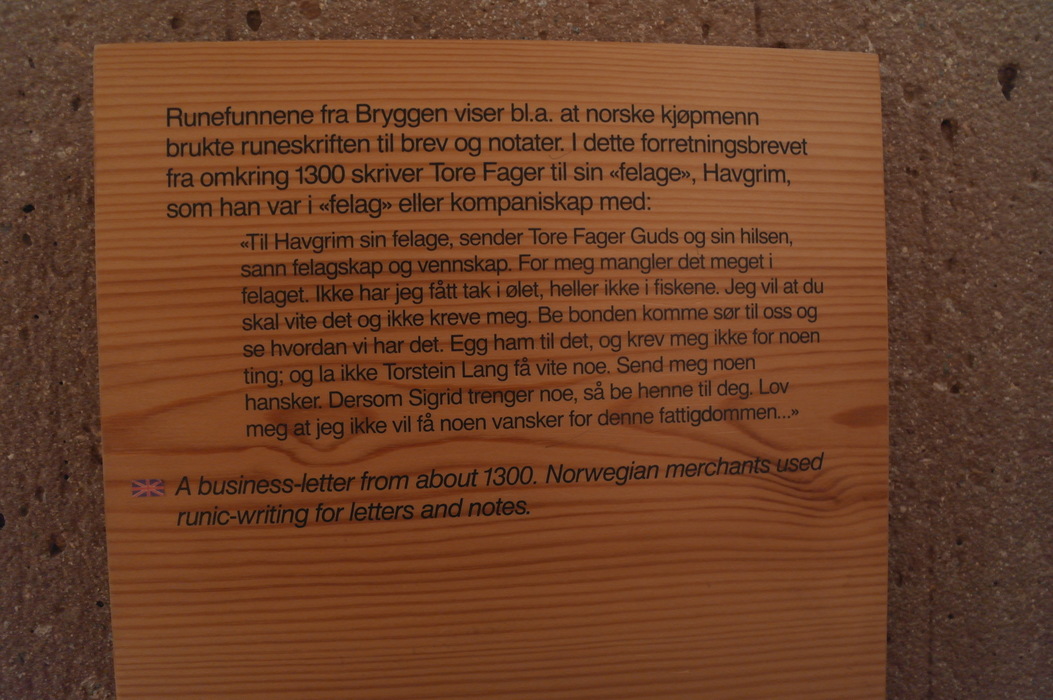 Runefunnene fra Bryggen viser bl.a. at norske kjøpmenn
brukte runeskriften til brev og notater. I dette forretningsbrevet
fra omkring 1300 skriver Tore Fager til sin «felage», Havgrim,
som han var i «felag» eller kompaniskap med:
«Til Havgrim sin felage, sender Tore Fager Guds og sin hilsen,
sann felagskap og vennskap. For meg mangler det meget i
felaget. Ikke har jeg fått tak i ølet, heller ikke i fiskene. Jeg vil at du
skal vite det og ikke kreve meg. Be bonden komme sør til oss og
se hvordan vi har det. Egg ham til det, og krev meg ikke for noen
ting; og la ikke Torstein Lang få vite noe. Send meg noen
hansker. Dersom Sigrid trenger noe, så be henne til deg. Lov
meg at jeg ikke vil få noen vansker for denne fattigdommen...»
A business-letter from about 1300. Norwegian merchants used
runic-writing for letters and notes.